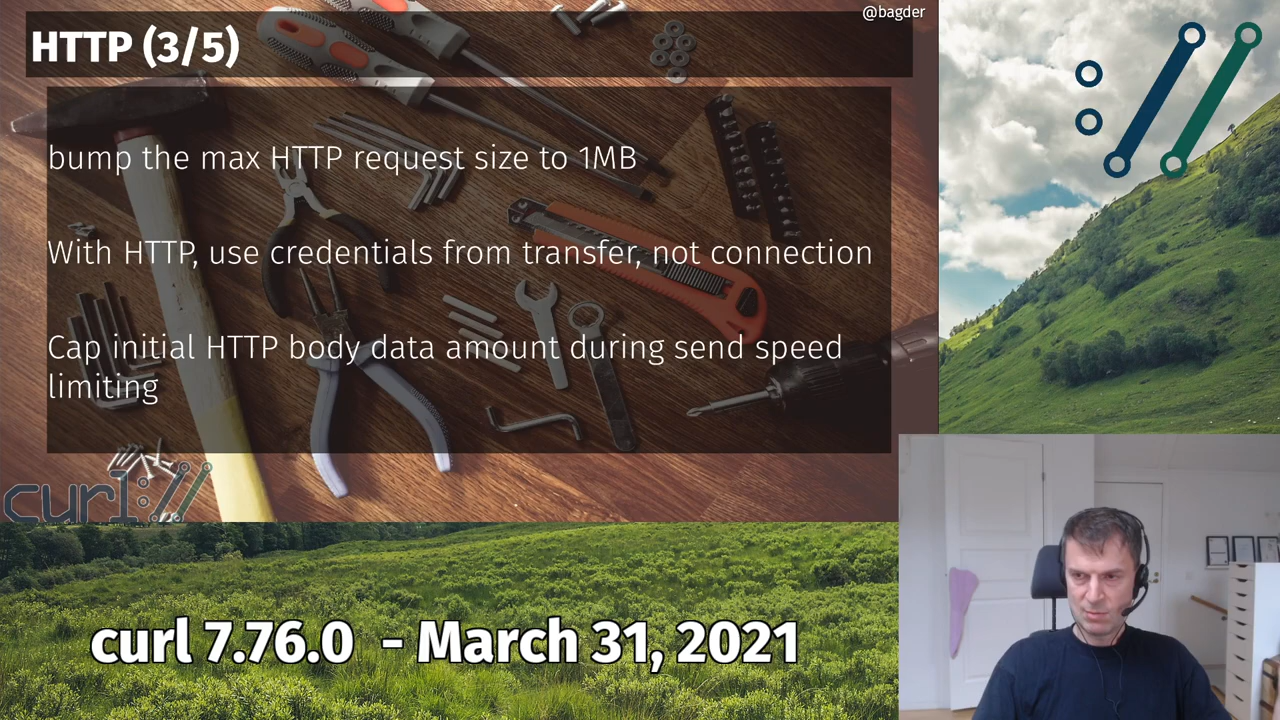 @bagder
HTTP (3/5)
bump the max HTTP request size to 1MB
With HTTP, use credentials from transfer, not connection
Cap initial HTTP body data amount during send speed
limiting
curl://
curl 7.76.0 - March 31, 2021